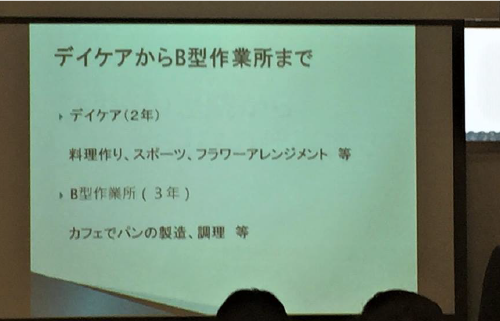 デイケアからB型作業所まで
デイケア(2年)
料理作り、スポーツ、フラワーアレンジメント 等
B型作業所(3年)
カフェでパンの製造、調理 等